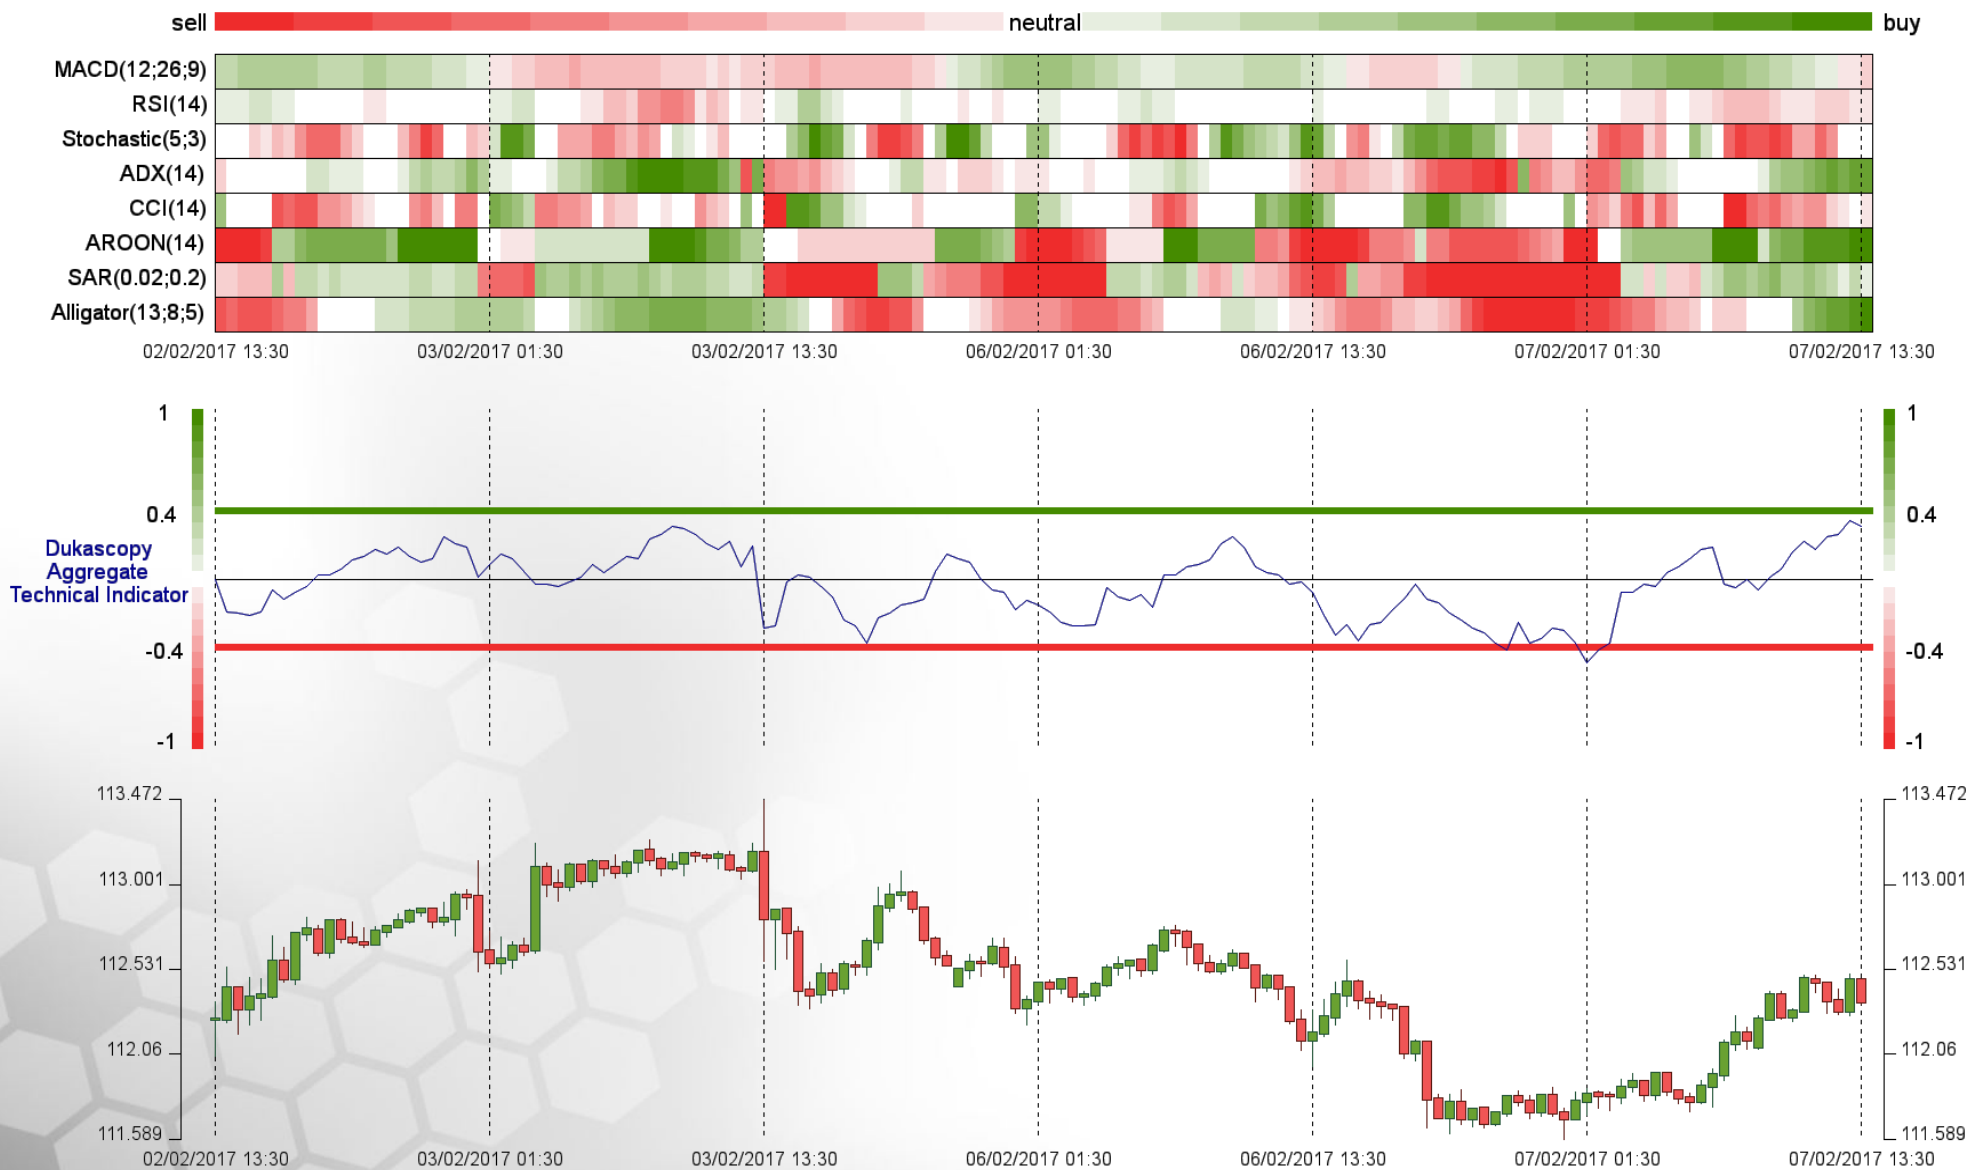 sell neutral buy
MACD(12;26;9)
RSI(14)
Stochastic(5;3)
ADX(14)
CCI(14)
AROON(14)
SAR(0.02;0.2)
Alligator(13;8;5)
02/02/2017 13:30 03/02/2017 01:30 03/02/2017 13:30 06/02/2017 01:30 06/02/2017 13:30 07/02/2017 01:30 07/02/2017 13:30
1 1
0.4 0.4
Dukascopy
Aggregate
Technical Indicator
-0.4 -0.4
-1 -1
113.472 113.472
113.001 113.001
112.531 112.531
112.06 112.06
111.589 111.589
02/02/2017 13:30 03/02/2017 01:30 03/02/2017 13:30 06/02/2017 01:30 06/02/2017 13:30 07/02/2017 01:30 07/02/2017 13:30